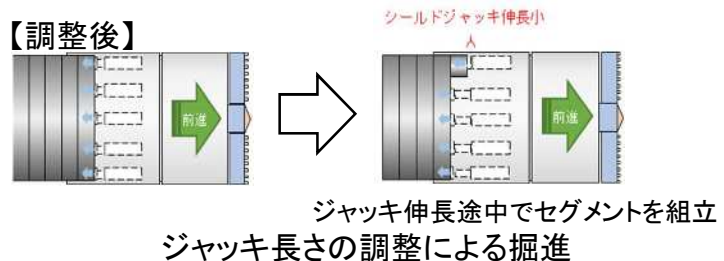 シールドジャッキ伸長小
【調整後】
前進
前進
ジャッキ伸長途中でセグメントを組立
ジャッキ長さの調整による掘進